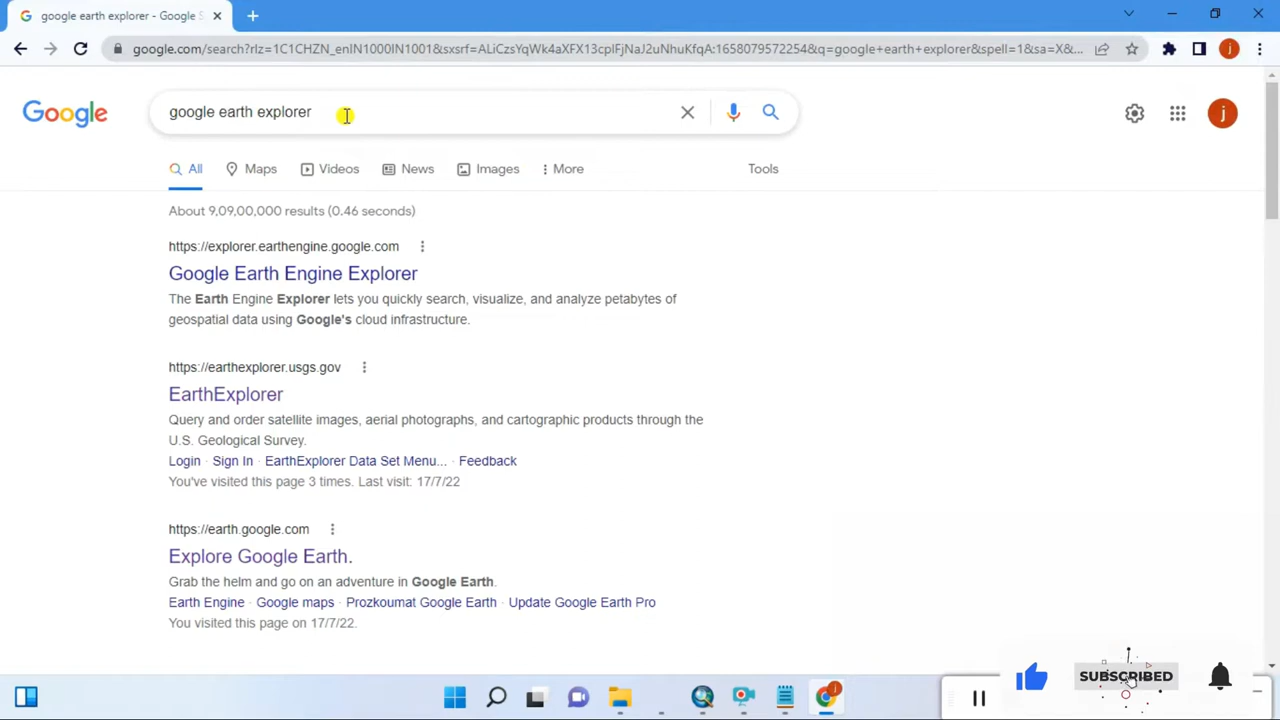 google earth explorer - Google S
google.com/search?rlz=1C1CHZN_enIN1000IN1001&sxsrf=ALiCzsYqWk4aXFX13cpIFjNaJ2uNhuKfqA:1658079572254&q=google+earth+explorer&spell=1&sa=X&...
j
Google
google earth explorer
j
All
Maps
Videos
News
Images
More
Tools
About 9,09,00,000 results (0.46 seconds)
https://explorer.earthengine.google.com
Google Earth Engine Explorer
The Earth Engine Explorer lets you quickly search, visualize, and analyze petabytes of
geospatial data using Google's cloud infrastructure.
https://earthexplorer.usgs.gov
EarthExplorer
Query and order satellite images, aerial photographs, and cartographic products through the
U.S. Geological Survey.
Login · Sign In · EarthExplorer Data Set Menu... · Feedback
You've visited this page 3 times. Last visit: 17/7/22
https://earth.google.com
Explore Google Earth.
Grab the helm and go on an adventure in Google Earth.
Earth Engine · Google maps · Prozkoumat Google Earth · Update Google Earth Pro
You visited this page on 17/7/22.
SUBSCRIBED
j